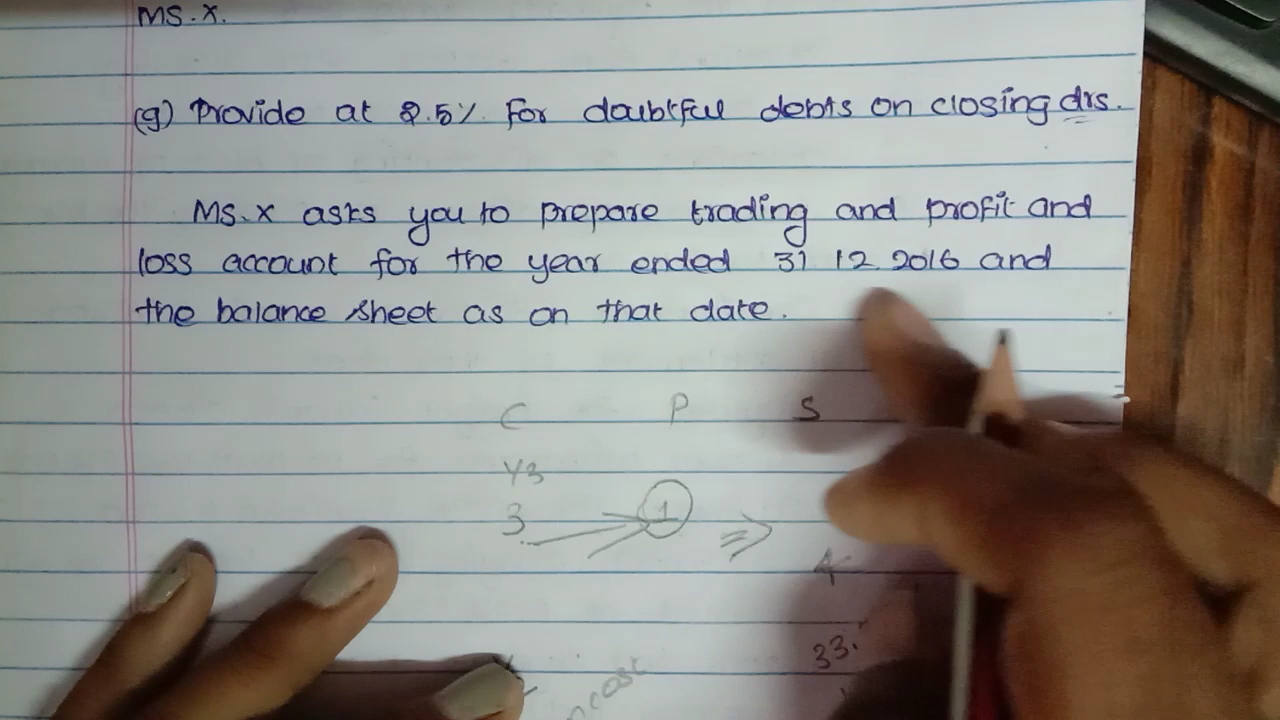 MS.X.
(g) Provide at 2.5% For doubtful debts on closing drs.
MS.X asks you to prepare trading and profit and
loss account for the year ended 31 12 2016 and
the balance sheet as on that date.
C P S
1/3
3 1 ⇒
4
33.